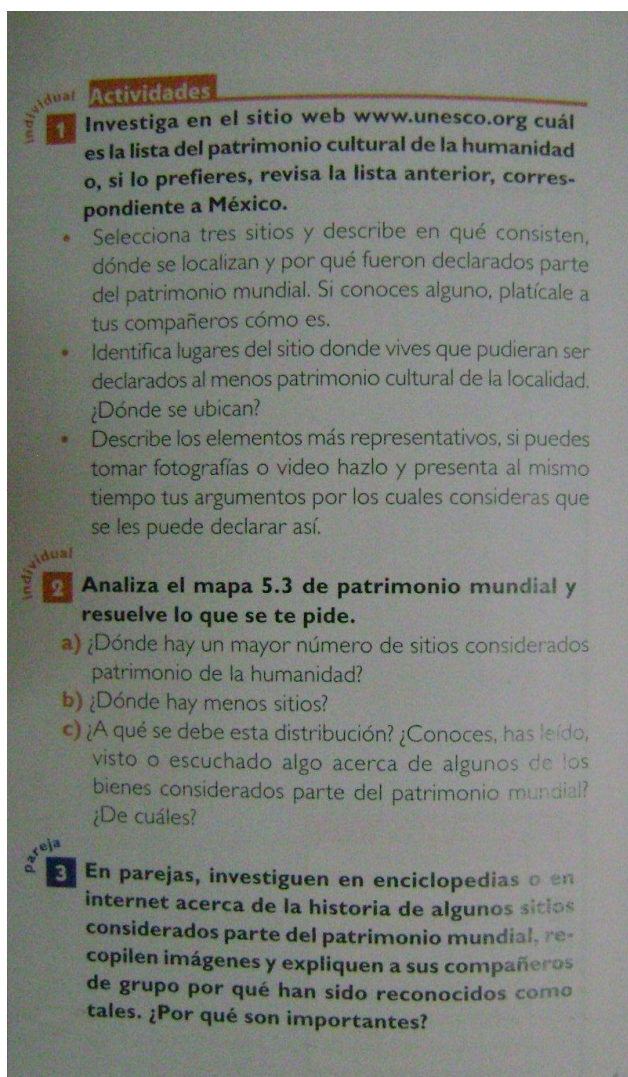 Actividades
individual
1 Investiga en el sitio web www.unesco.org cuál
es la lista del patrimonio cultural de la humanidad
o, si lo prefieres, revisa la lista anterior, corres-
pondiente a México.
• Selecciona tres sitios y describe en qué consisten,
dónde se localizan y por qué fueron declarados parte
del patrimonio mundial. Si conoces alguno, platícale a
tus compañeros cómo es.
• Identifica lugares del sitio donde vives que pudieran ser
declarados al menos patrimonio cultural de la localidad.
¿Dónde se ubican?
• Describe los elementos más representativos, si puedes
tomar fotografías o video hazlo y presenta al mismo
tiempo tus argumentos por los cuales consideras que
se les puede declarar así.
individual
2 Analiza el mapa 5.3 de patrimonio mundial y
resuelve lo que se te pide.
a) ¿Dónde hay un mayor número de sitios considerados
patrimonio de la humanidad?
b) ¿Dónde hay menos sitios?
c) ¿A qué se debe esta distribución? ¿Conoces, has leído,
visto o escuchado algo acerca de algunos de los
bienes considerados parte del patrimonio mundial?
¿De cuáles?
pareja
3 En parejas, investiguen en enciclopedias o en
internet acerca de la historia de algunos sitios
considerados parte del patrimonio mundial, re-
copilen imágenes y expliquen a sus compañeros
de grupo por qué han sido reconocidos como
tales. ¿Por qué son importantes?